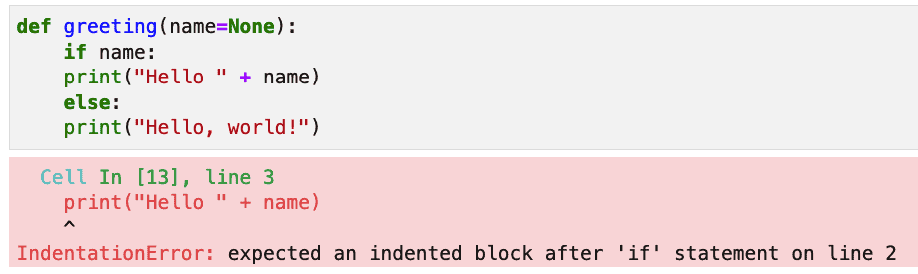 def greeting(name=None):
    if name:
    print("Hello " + name)
    else:
    print("Hello, world!")
  Cell In [13], line 3
    print("Hello " + name)
    ^
IndentationError: expected an indented block after 'if' statement on line 2